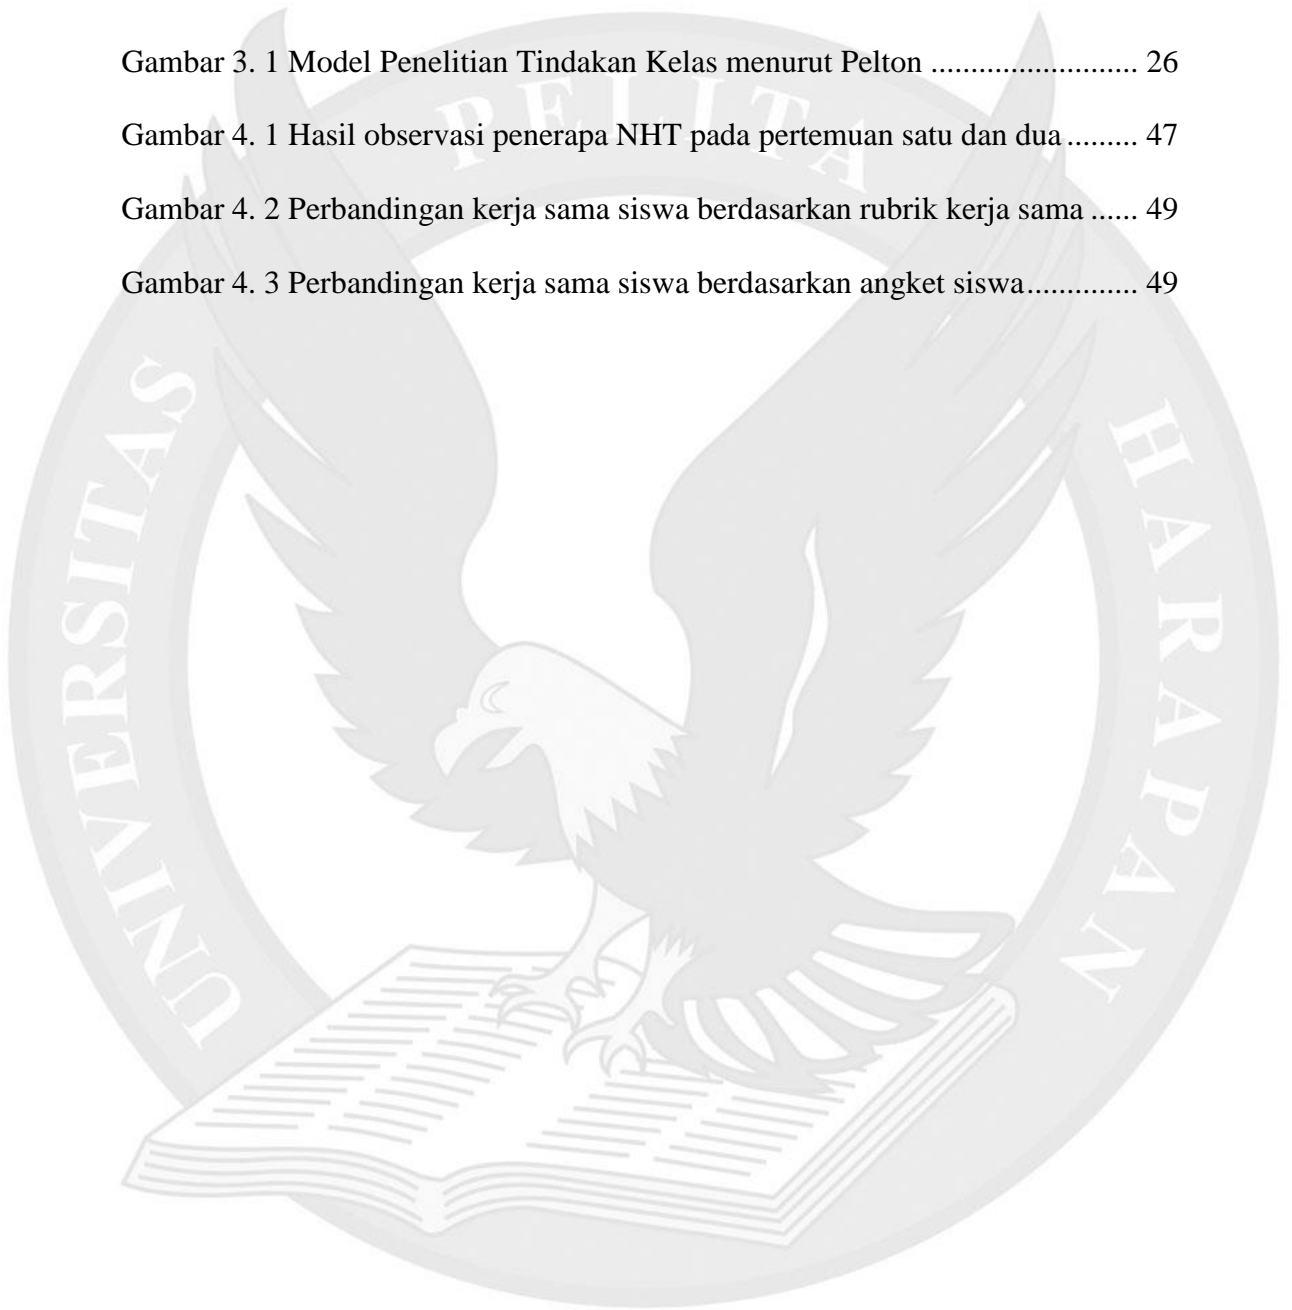 Gambar 3. 1 Model Penelitian Tindakan Kelas menurut Pelton .......................... 26
Gambar 4. 1 Hasil observasi penerapa NHT pada pertemuan satu dan dua ......... 47
Gambar 4. 2 Perbandingan kerja sama siswa berdasarkan rubrik kerja sama ...... 49
Gambar 4. 3 Perbandingan kerja sama siswa berdasarkan angket siswa.............. 49
UNIVERSITAS PELITA HARAPAN